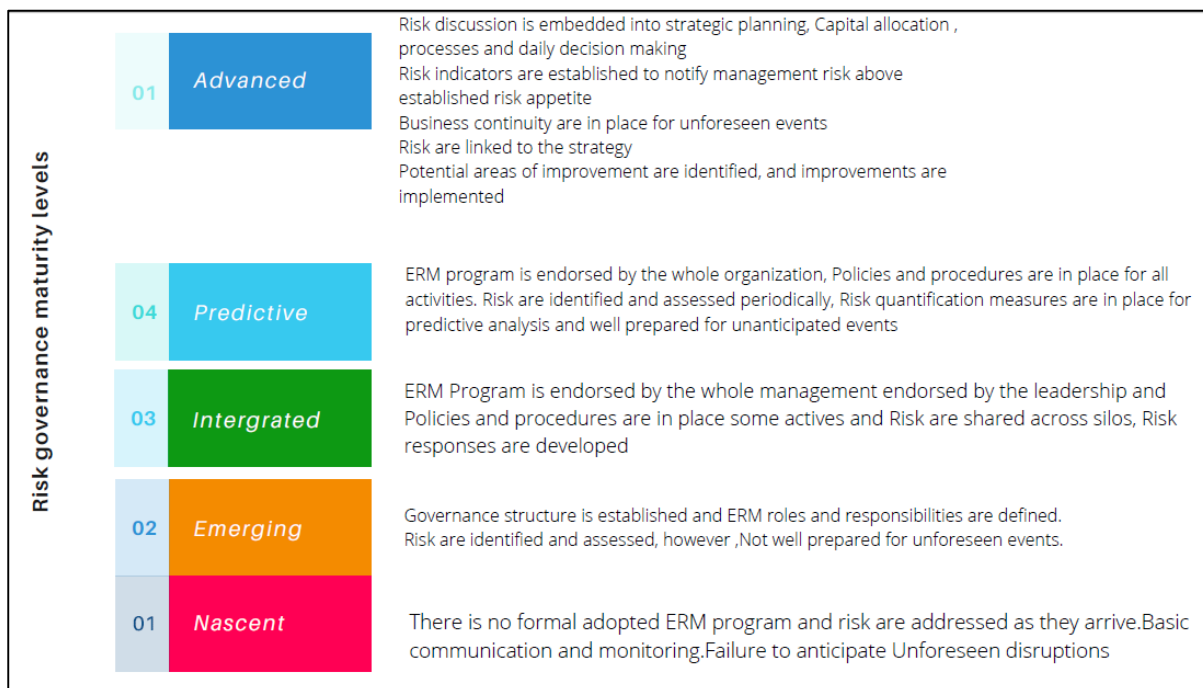 Risk governance maturity levels
01
Advanced
Risk discussion is embedded into strategic planning, Capital allocation ,
processes and daily decision making
Risk indicators are established to notify management risk above
established risk appetite
Business continuity are in place for unforeseen events
Risk are linked to the strategy
Potential areas of improvement are identified, and improvements are
implemented
04
Predictive
ERM program is endorsed by the whole organization, Policies and procedures are in place for all
activities. Risk are identified and assessed periodically, Risk quantification measures are in place for
predictive analysis and well prepared for unanticipated events
03
Intergrated
ERM Program is endorsed by the whole management endorsed by the leadership and
Policies and procedures are in place some actives and Risk are shared across silos, Risk
responses are developed
02
Emerging
Governance structure is established and ERM roles and responsibilities are defined.
Risk are identified and assessed, however ,Not well prepared for unforeseen events.
01
Nascent
There is no formal adopted ERM program and risk are addressed as they arrive.Basic
communication and monitoring.Failure to anticipate Unforeseen disruptions